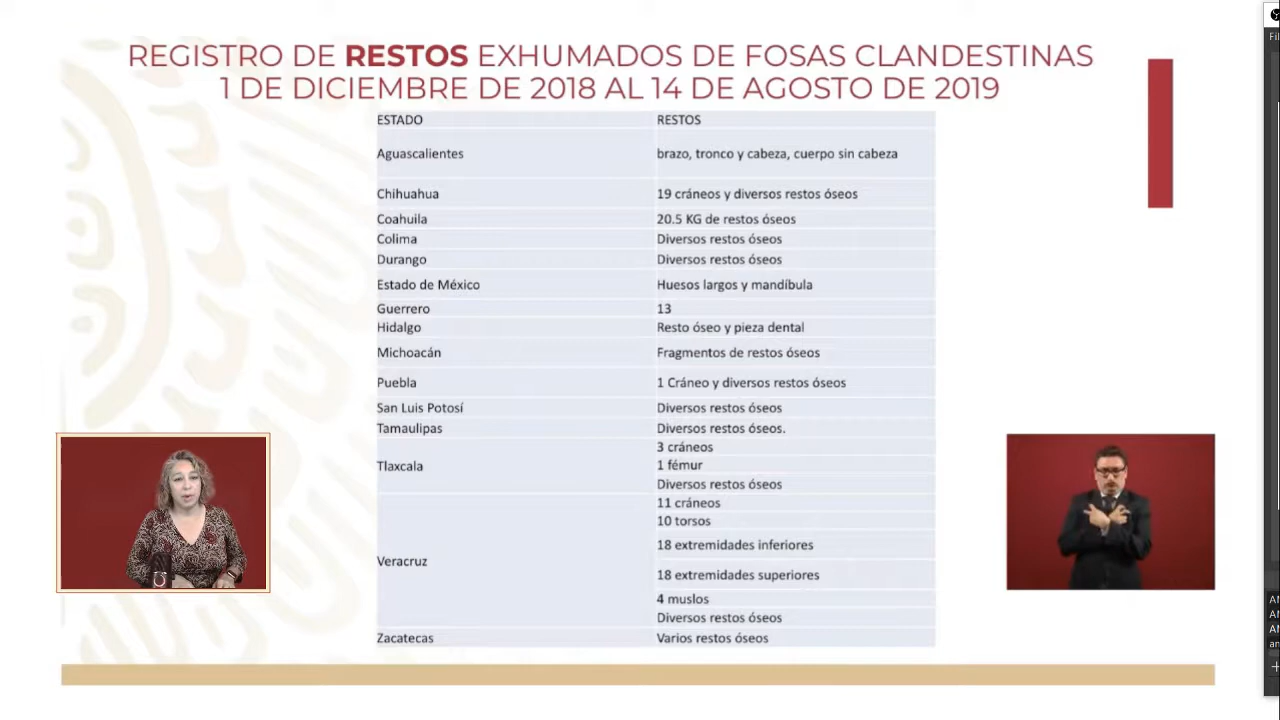 REGISTRO DE RESTOS EXHUMADOS DE FOSAS CLANDESTINAS
1 DE DICIEMBRE DE 2018 AL 14 DE AGOSTO DE 2019
ESTADO RESTOS
Aguascalientes brazo, tronco y cabeza, cuerpo sin cabeza
Chihuahua 19 cráneos y diversos restos óseos
Coahuila 20.5 KG de restos óseos
Colima Diversos restos óseos
Durango Diversos restos óseos
Estado de México Huesos largos y mandíbula
Guerrero 13
Hidalgo Resto óseo y pieza dental
Michoacán Fragmentos de restos óseos
Puebla 1 Cráneo y diversos restos óseos
San Luis Potosí Diversos restos óseos
Tamaulipas Diversos restos óseos.
Tlaxcala 3 cráneos
1 fémur
Diversos restos óseos
Veracruz 11 cráneos
10 torsos
18 extremidades inferiores
18 extremidades superiores
4 muslos
Diversos restos óseos
Zacatecas Varios restos óseos